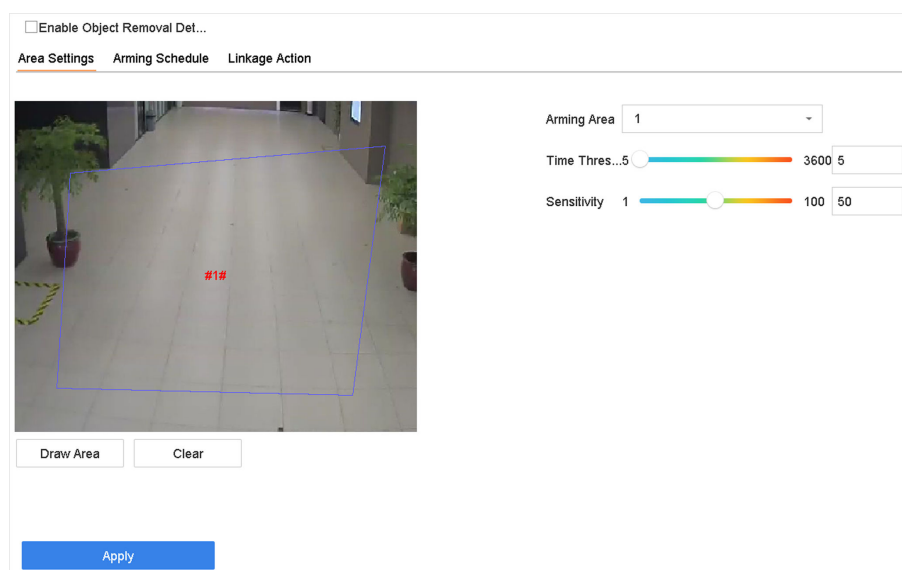 Enable Object Removal Det...
Area Settings Arming Schedule Linkage Action
Arming Area 1
Time Thres...5 3600 5
Sensitivity 1 100 50
#1#
Draw Area Clear
Apply